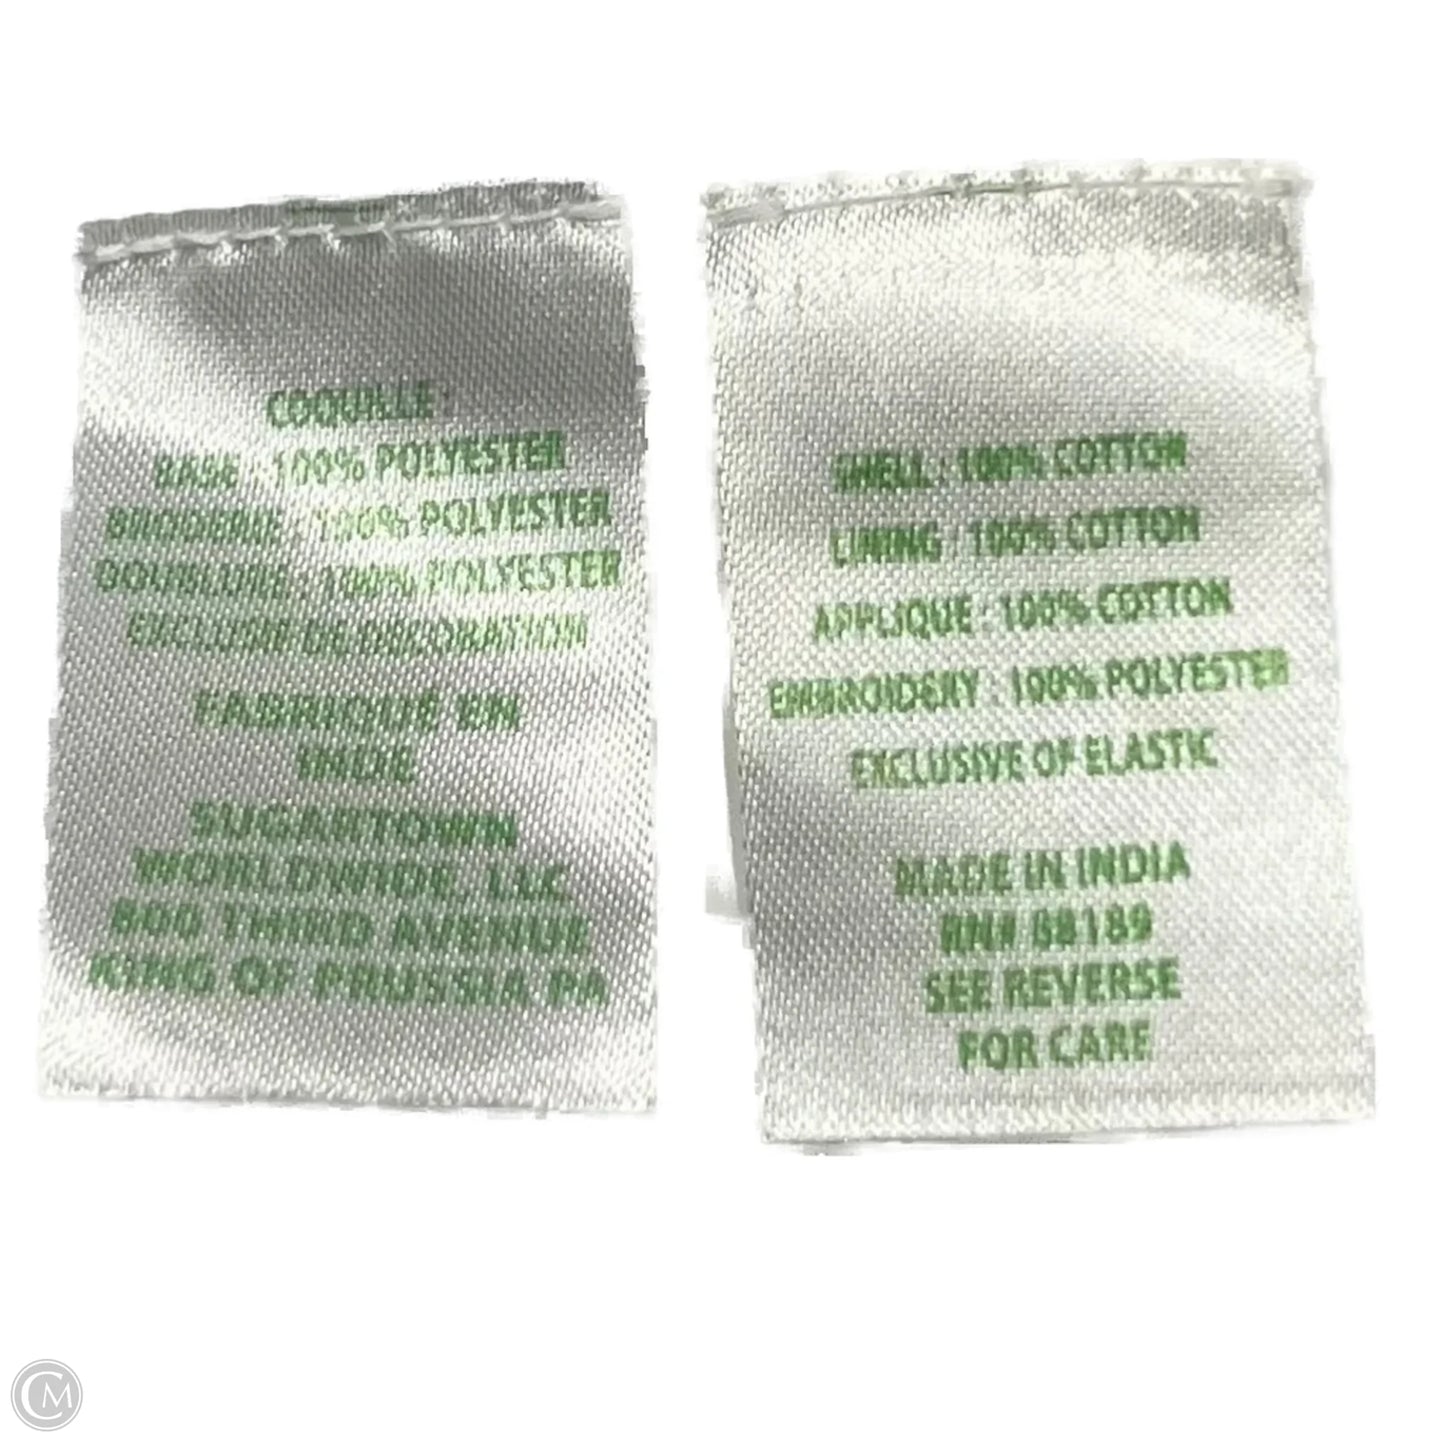 COQUILLE :
BASE : 100% POLYESTER
BRODERIE : 100% POLYESTER
DOUBLURE : 100% POLYESTER
EXCLUSIF DE DECORATION
FABRIQUÉ EN
INDE
SUGARTOWN
WORLDWIDE, LLC
800 THIRD AVENUE
KING OF PRUSSIA PA
SHELL : 100% COTTON
LINING : 100% COTTON
APPLIQUE : 100% COTTON
EMBROIDERY : 100% POLYESTER
EXCLUSIVE OF ELASTIC
MADE IN INDIA
RN# 88189
SEE REVERSE
FOR CARE
CM